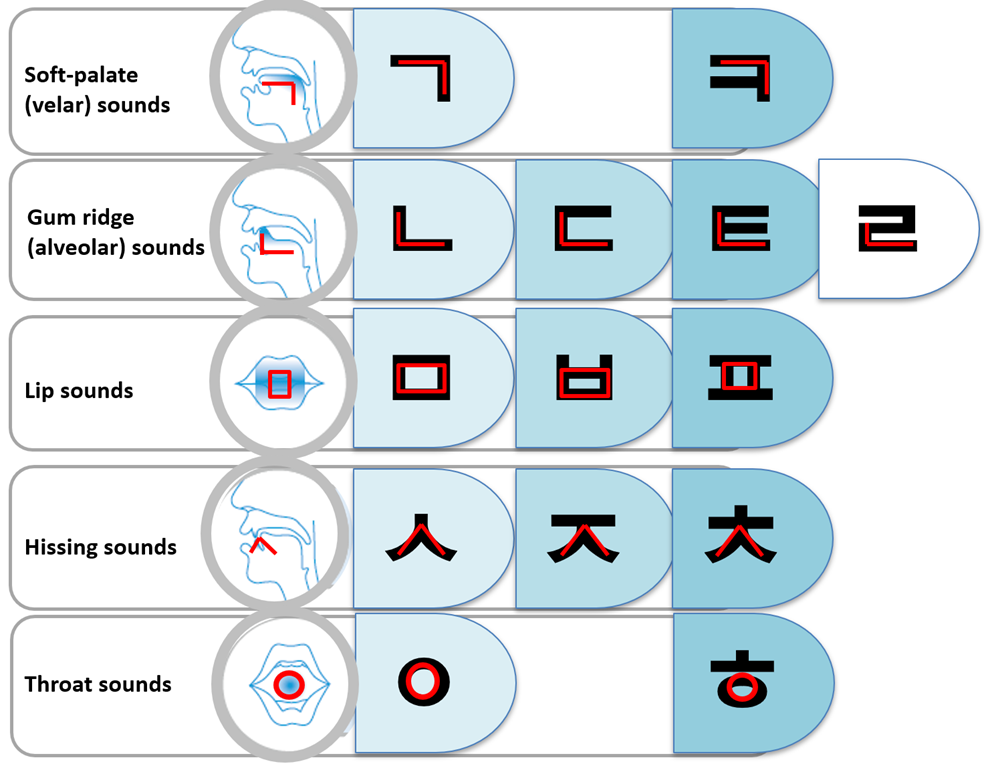 Soft-palate
(velar) sounds
ㄱ ㅋ
Gum ridge
(alveolar) sounds
ㄴ ㄷ ㅌ ㄹ
Lip sounds
ㅁ ㅂ ㅍ
Hissing sounds
ㅅ ㅈ ㅊ
Throat sounds
ㅇ ㅎ